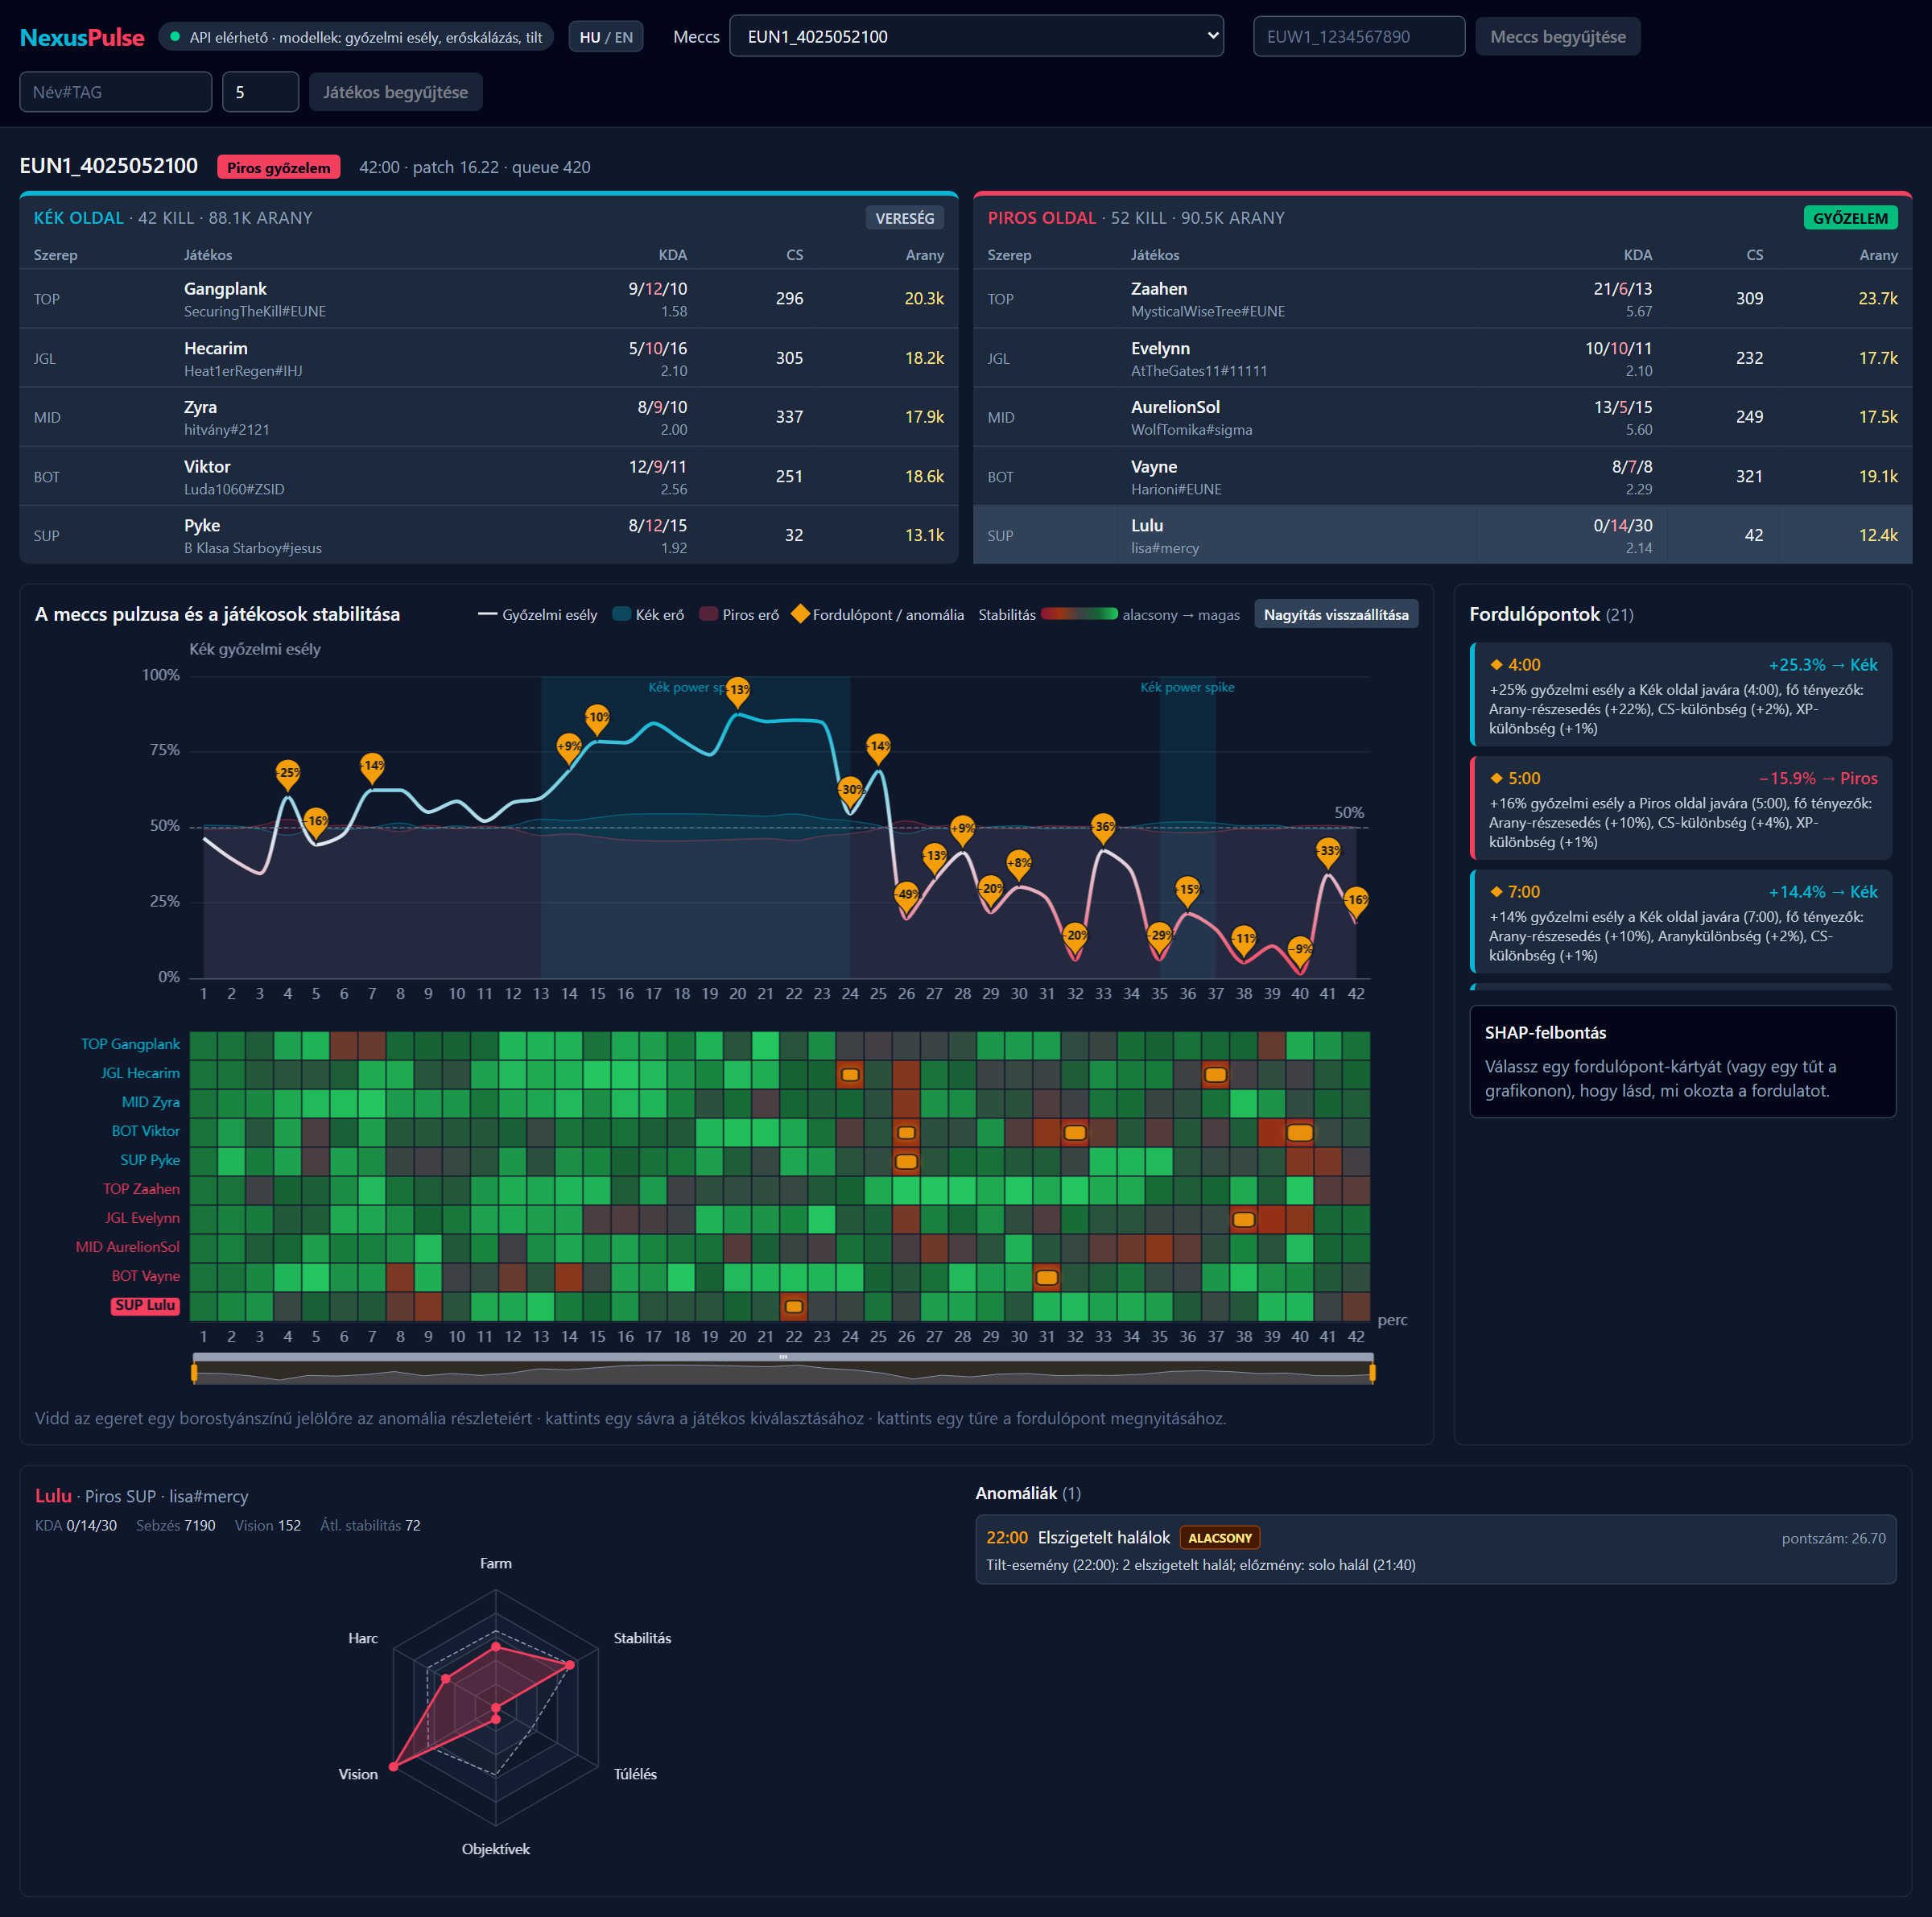 NexusPulse
API elérhető · modellek: győzelmi esély, erőskálázás, tilt
HU / EN
Meccs
EUN1_4025052100
EUW1_1234567890
Meccs begyűjtése
Név#TAG
5
Játékos begyűjtése
EUN1_4025052100
Piros győzelem
42:00 · patch 16.22 · queue 420
KÉK OLDAL · 42 KILL · 88.1K ARANY
VERESÉG
Szerep Játékos KDA CS Arany
TOP Gangplank 9/12/10 296 20.3k
SecuringTheKill#EUNE 1.58
JGL Hecarim 5/10/16 305 18.2k
Heat1erRegen#IHJ 2.10
MID Zyra 8/9/10 337 17.9k
hitvány#2121 2.00
BOT Viktor 12/9/11 251 18.6k
Luda1060#ZSID 2.56
SUP Pyke 8/12/15 32 13.1k
B Klasa Starboy#jesus 1.92
PIROS OLDAL · 52 KILL · 90.5K ARANY
GYŐZELEM
Szerep Játékos KDA CS Arany
TOP Zaahen 21/6/13 309 23.7k
MysticalWiseTree#EUNE 5.67
JGL Evelynn 10/10/11 232 17.7k
AtTheGates11#11111 2.10
MID AurelionSol 13/5/15 249 17.5k
WolfTomika#sigma 5.60
BOT Vayne 8/7/8 321 19.1k
Harioni#EUNE 2.29
SUP Lulu 0/14/30 42 12.4k
lisa#mercy 2.14
A meccs pulzusa és a játékosok stabilitása
Győzelmi esély
Kék erő
Piros erő
Fordulópont / anomália
Stabilitás
alacsony → magas
Nagyítás visszaállítása
Kék győzelmi esély
100%
75%
50%
25%
0%
Kék power sp
Kék power spike
50%
+25%
-16%
+14%
+9%
+10%
+13%
-30%
+14%
-49%
+13%
+9%
-20%
+8%
-20%
+36%
-29%
+15%
-11%
-9%
+33%
-16%
1 2 3 4 5 6 7 8 9 10 11 12 13 14 15 16 17 18 19 20 21 22 23 24 25 26 27 28 29 30 31 32 33 34 35 36 37 38 39 40 41 42
TOP Gangplank
JGL Hecarim
MID Zyra
BOT Viktor
SUP Pyke
TOP Zaahen
JGL Evelynn
MID AurelionSol
BOT Vayne
SUP Lulu
perc
1 2 3 4 5 6 7 8 9 10 11 12 13 14 15 16 17 18 19 20 21 22 23 24 25 26 27 28 29 30 31 32 33 34 35 36 37 38 39 40 41 42
Vidd az egeret egy borostyánszínű jelölőre az anomália részleteiért · kattints egy sávra a játékos kiválasztásához · kattints egy tűre a fordulópont megnyitásához.
Fordulópontok (21)
◆ 4:00 +25.3% → Kék
+25% győzelmi esély a Kék oldal javára (4:00), fő tényezők:
Arany-részesedés (+22%), CS-különbség (+2%), XP-
különbség (+1%)
◆ 5:00 −15.9% → Piros
+16% győzelmi esély a Piros oldal javára (5:00), fő tényezők:
Arany-részesedés (+10%), CS-különbség (+4%), XP-
különbség (+1%)
◆ 7:00 +14.4% → Kék
+14% győzelmi esély a Kék oldal javára (7:00), fő tényezők:
Arany-részesedés (+10%), Aranykülönbség (+2%), CS-
különbség (+1%)
SHAP-felbontás
Válassz egy fordulópont-kártyát (vagy egy tűt a
grafikonon), hogy lásd, mi okozta a fordulatot.
Lulu · Piros SUP · lisa#mercy
KDA 0/14/30 Sebzés 7190 Vision 152 Átl. stabilitás 72
Farm
Harc
Stabilitás
Vision
Túlélés
Objektívek
Anomáliák (1)
22:00 Elszigetelt halálok ALACSONY pontszám: 26.70
Tilt-esemény (22:00): 2 elszigetelt halál; előzmény: solo halál (21:40)